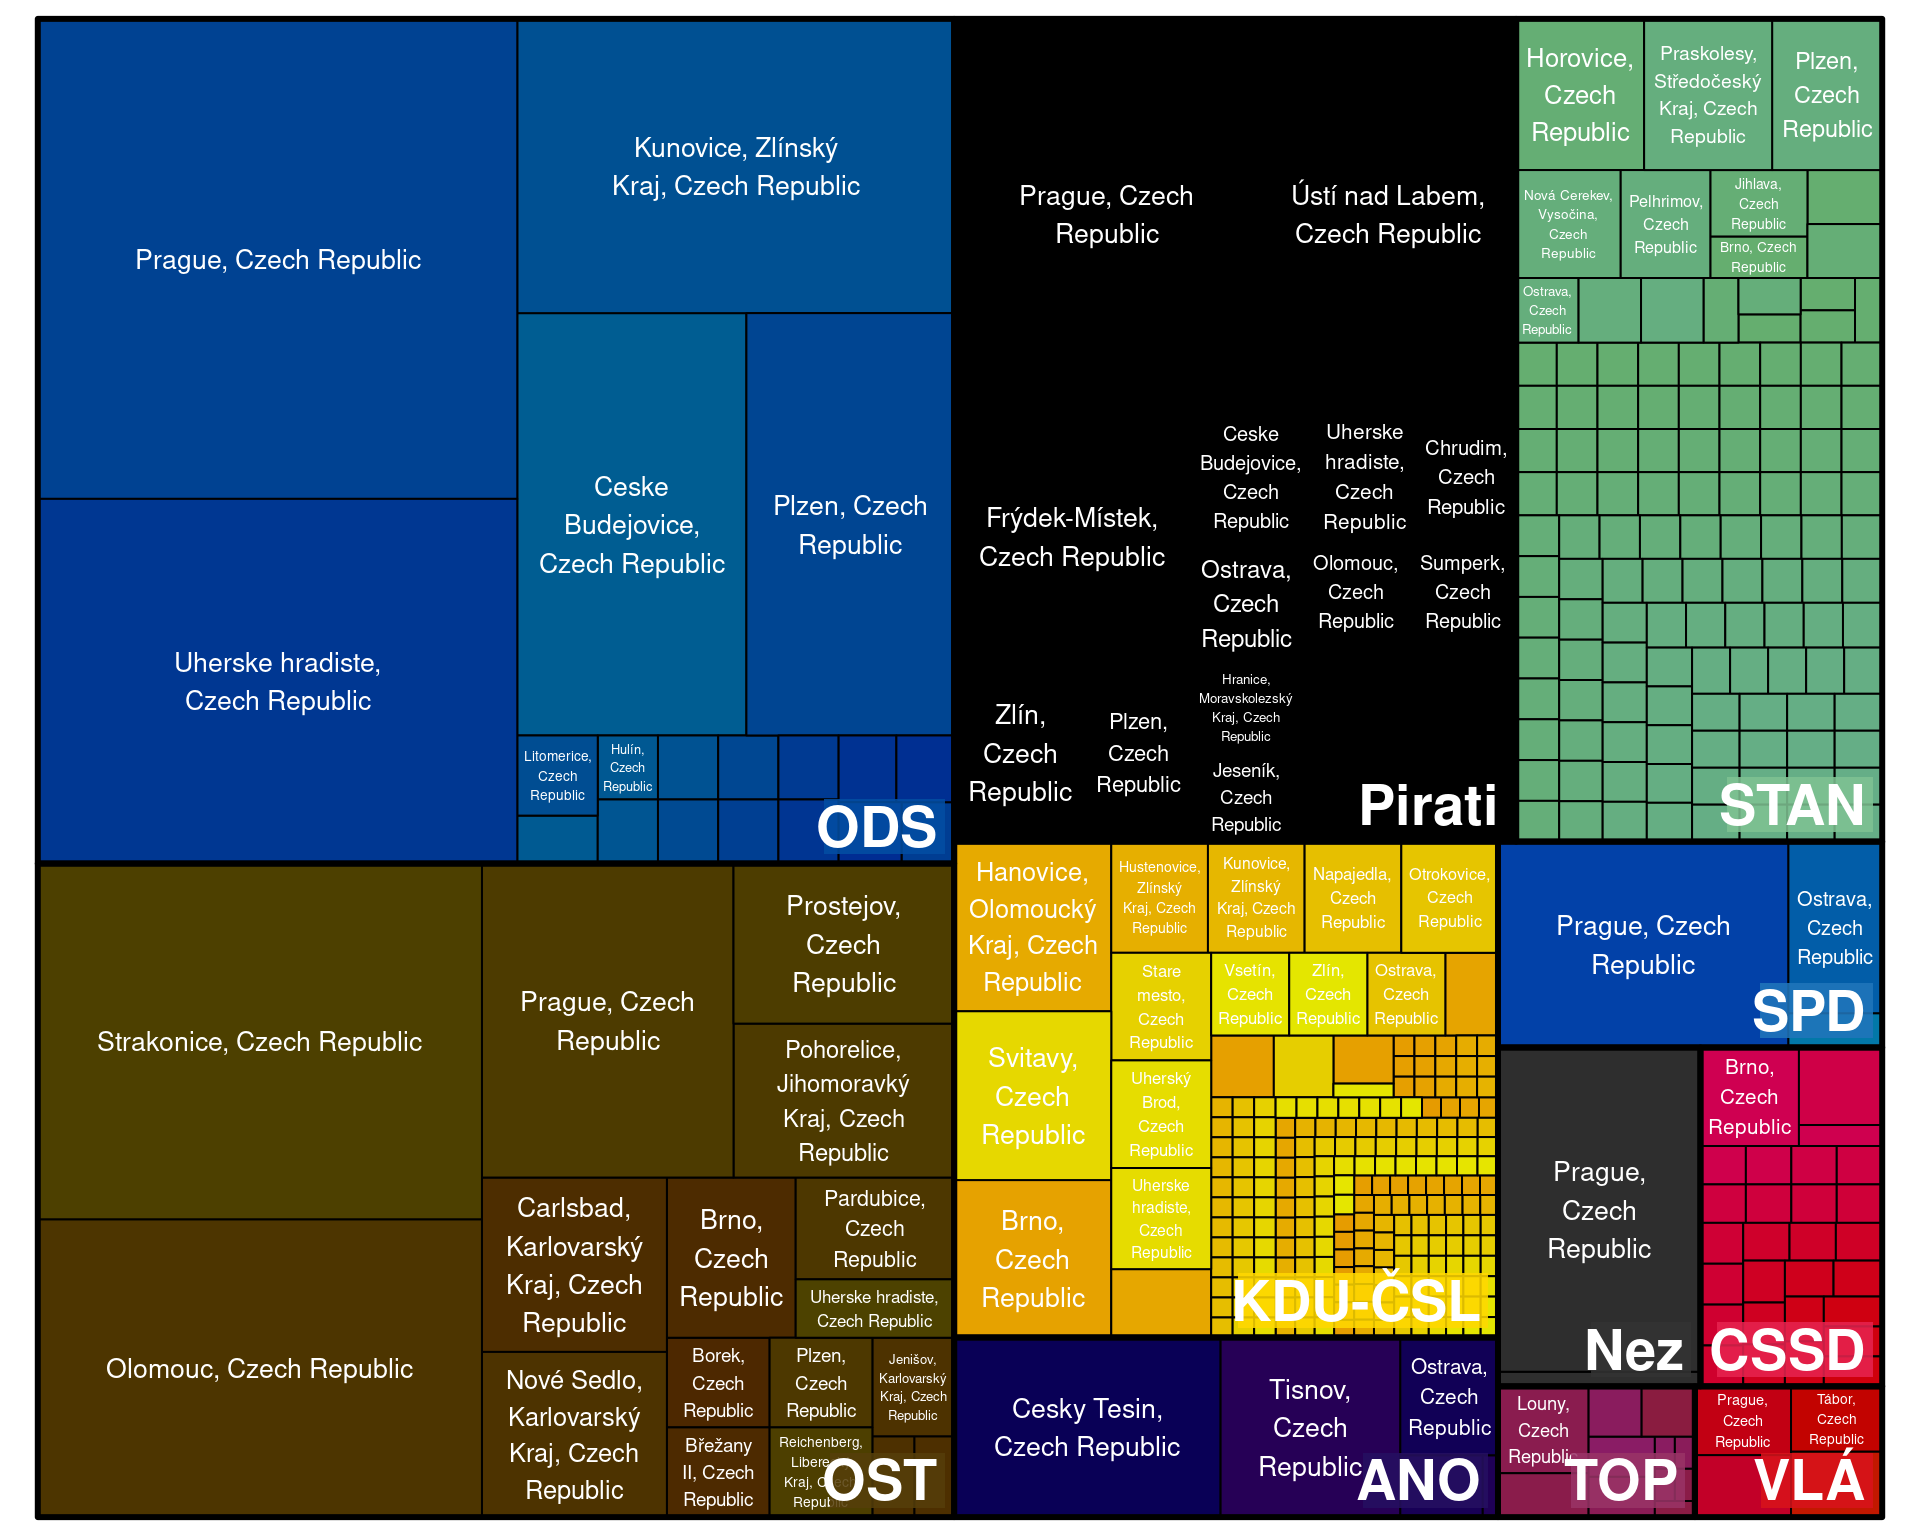 Prague, Czech Republic
Kunovice, Zlínský
Kraj, Czech Republic
Uherske hradiste,
Czech Republic
Ceske
Budejovice,
Czech Republic
Plzen, Czech
Republic
Litomerice,
Czech
Republic
Hulín,
Czech
Republic
ODS
Prague, Czech
Republic
Ústí nad Labem,
Czech Republic
Frýdek-Místek,
Czech Republic
Ceske
Budejovice,
Czech
Republic
Uherske
hradiste,
Czech
Republic
Chrudim,
Czech
Republic
Ostrava,
Czech
Republic
Olomouc,
Czech
Republic
Sumperk,
Czech
Republic
Zlín,
Czech
Republic
Plzen,
Czech
Republic
Hranice,
Moravskolezský
Kraj, Czech
Republic
Jeseník,
Czech
Republic
Pirati
Horovice,
Czech
Republic
Praskolesy,
Středočeský
Kraj, Czech
Republic
Plzen,
Czech
Republic
Nová Cerekev,
Vysočina,
Czech
Republic
Pelhrimov,
Czech
Republic
Jihlava,
Czech
Republic
Brno, Czech
Republic
Ostrava,
Czech
Republic
STAN
Strakonice, Czech Republic
Olomouc, Czech Republic
Prague, Czech
Republic
Prostejov,
Czech
Republic
Pohorelice,
Jihomoravký
Kraj, Czech
Republic
Carlsbad,
Karlovarský
Kraj, Czech
Republic
Nové Sedlo,
Karlovarský
Kraj, Czech
Republic
Brno,
Czech
Republic
Pardubice,
Czech
Republic
Uherske hradiste,
Czech Republic
Borek,
Czech
Republic
Plzen,
Czech
Republic
Jenišov,
Karlovarský
Kraj, Czech
Republic
Břežany
II, Czech
Republic
Reichenberg,
Libere
Kraj, Czech
Republic
OST
Hanovice,
Olomoucký
Kraj, Czech
Republic
Svitavy,
Czech
Republic
Brno,
Czech
Republic
Hustenovice,
Zlínský
Kraj, Czech
Republic
Kunovice,
Zlínský
Kraj, Czech
Republic
Napajedla,
Czech
Republic
Otrokovice,
Czech
Republic
Stare
mesto,
Czech
Republic
Uherský
Brod,
Czech
Republic
Uherske
hradiste,
Czech
Republic
Vsetín,
Czech
Republic
Zlín,
Czech
Republic
Ostrava,
Czech
Republic
KDU-ČSL
Cesky Tesin,
Czech Republic
Tisnov,
Czech
Republic
Ostrava,
Czech
Republic
ANO
Prague, Czech
Republic
Ostrava,
Czech
Republic
SPD
Prague,
Czech
Republic
Nez
Brno,
Czech
Republic
CSSD
Louny,
Czech
Republic
TOP
Prague,
Czech
Republic
Tábor,
Czech
Republic
VLÁ